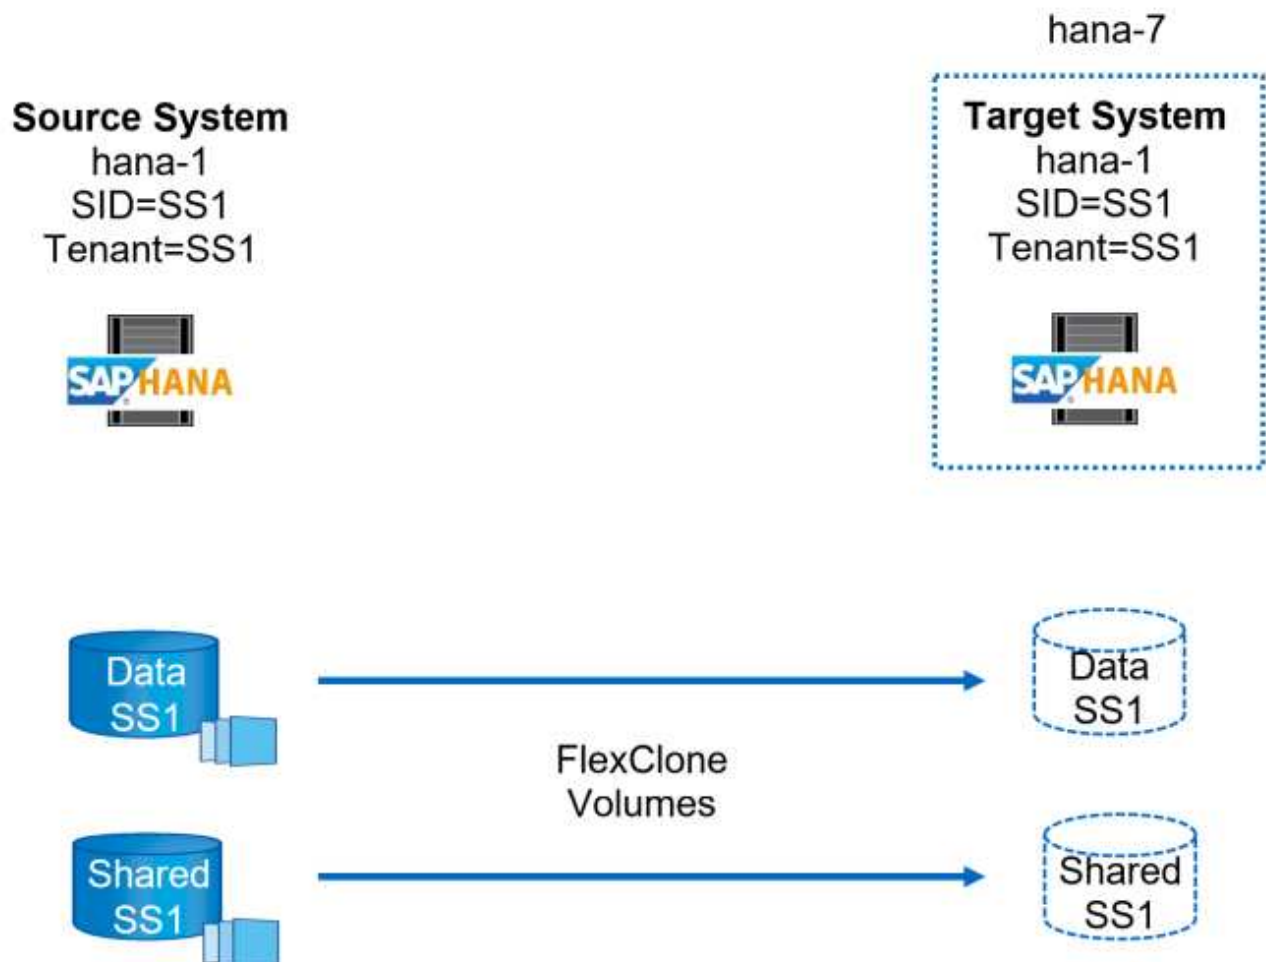 hana-7
Source System
hana-1
SID=SS1
Tenant=SS1
SAP HANA
Target System
hana-1
SID=SS1
Tenant=SS1
SAP HANA
Data
SS1
FlexClone
Volumes
Data
SS1
Shared
SS1
Shared
SS1